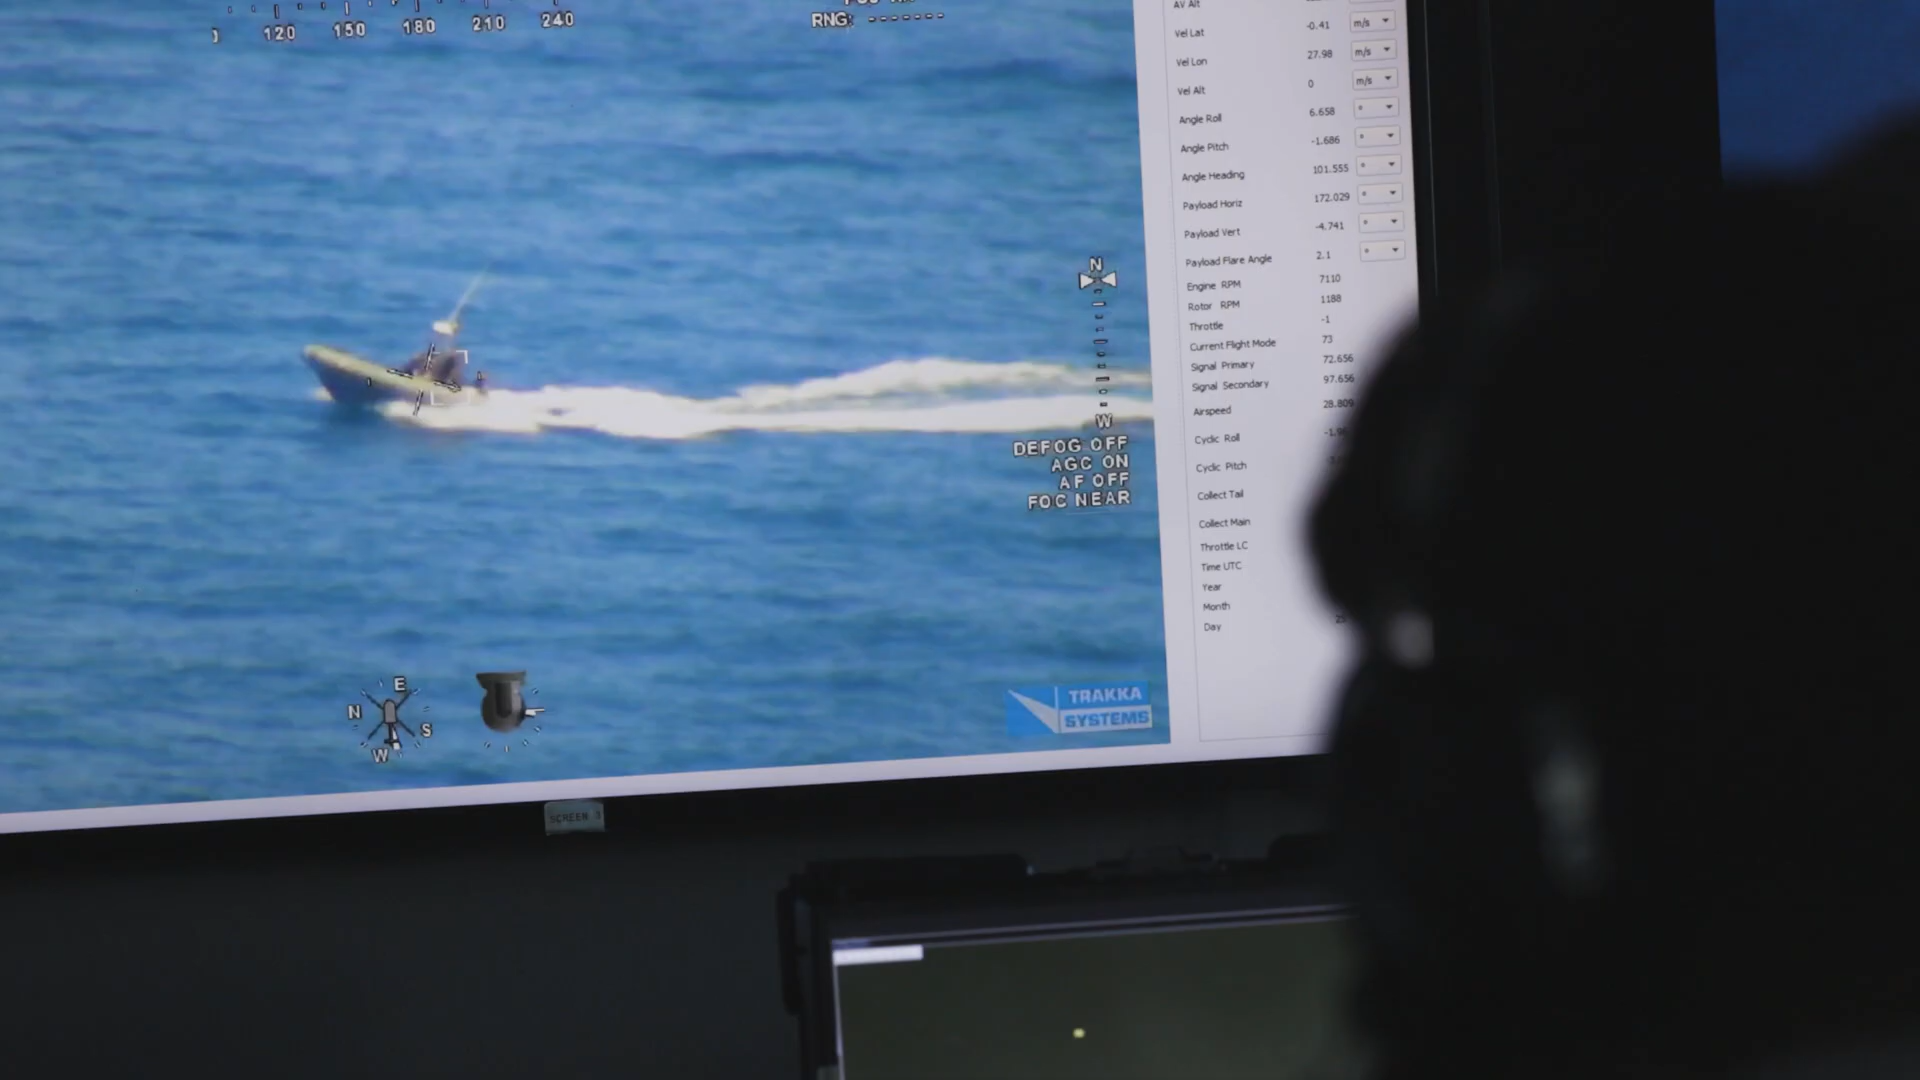 120 150 180 210 240
RNG: -------
AV Alt
Vel Lat -0.41 m/s
Vel Lon 27.98 m/s
Vel Alt 0 m/s
Angle Roll 6.658 °
Angle Pitch -1.686 °
Angle Heading 101.555 °
Payload Horiz 172.029 °
Payload Vert -4.741 °
Payload Flare Angle 2.1 °
Engine RPM 7110
Rotor RPM 1188
Throttle -1
Current Flight Mode 73
Signal Primary 72.656
Signal Secondary 97.656
Airspeed 28.809
Cyclic Roll
Cyclic Pitch
Collect Tail
Collect Main
Throttle LC
Time UTC
Year
Month
Day
N
W
DEFOG OFF
AGC ON
AF OFF
FOC NEAR
E
N
S
W
TRAKKA
SYSTEMS
SCREEN 3